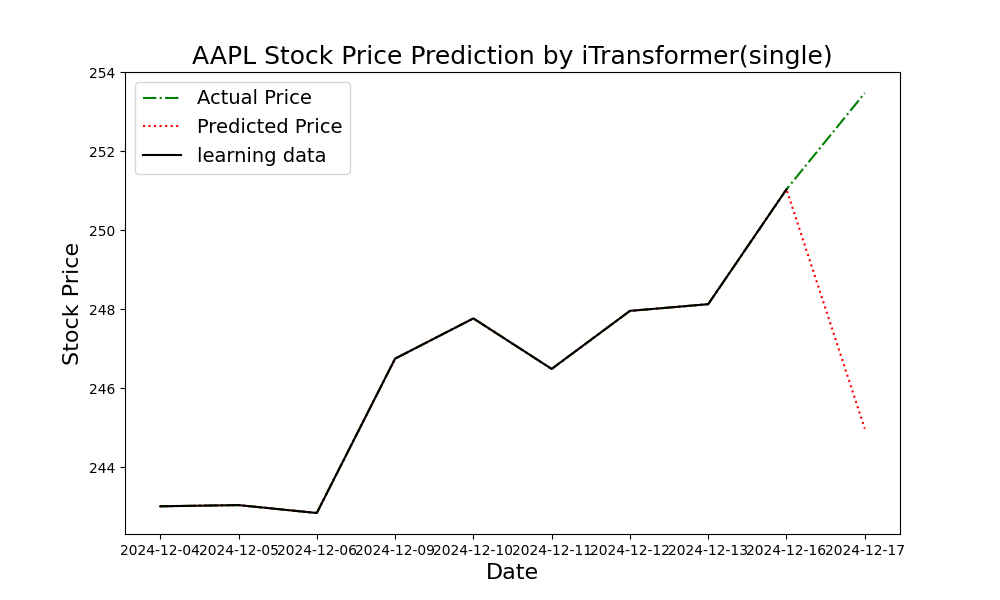 AAPL Stock Price Prediction by iTransformer(single)
Actual Price
Predicted Price
learning data
254
252
250
248
246
244
Stock Price
2024-12-04 2024-12-05 2024-12-06 2024-12-09 2024-12-10 2024-12-11 2024-12-12 2024-12-13 2024-12-16 2024-12-17
Date